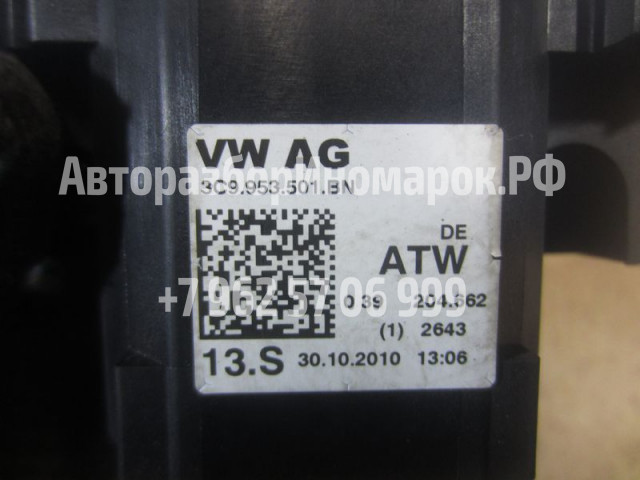 VW AG
АвторазборИномарок.РФ
3C9.953.501.BN
DE
ATW
+7 962 57 06 999
0 39 204.662
(1) 2643
13.S 30.10.2010 13:06